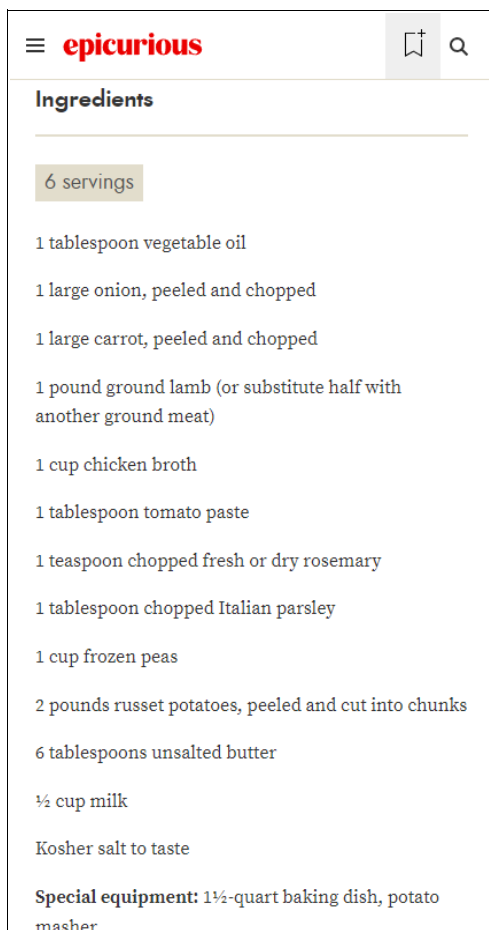 epicurious
Ingredients
6 servings
1 tablespoon vegetable oil
1 large onion, peeled and chopped
1 large carrot, peeled and chopped
1 pound ground lamb (or substitute half with
another ground meat)
1 cup chicken broth
1 tablespoon tomato paste
1 teaspoon chopped fresh or dry rosemary
1 tablespoon chopped Italian parsley
1 cup frozen peas
2 pounds russet potatoes, peeled and cut into chunks
6 tablespoons unsalted butter
½ cup milk
Kosher salt to taste
Special equipment: 1½-quart baking dish, potato
masher